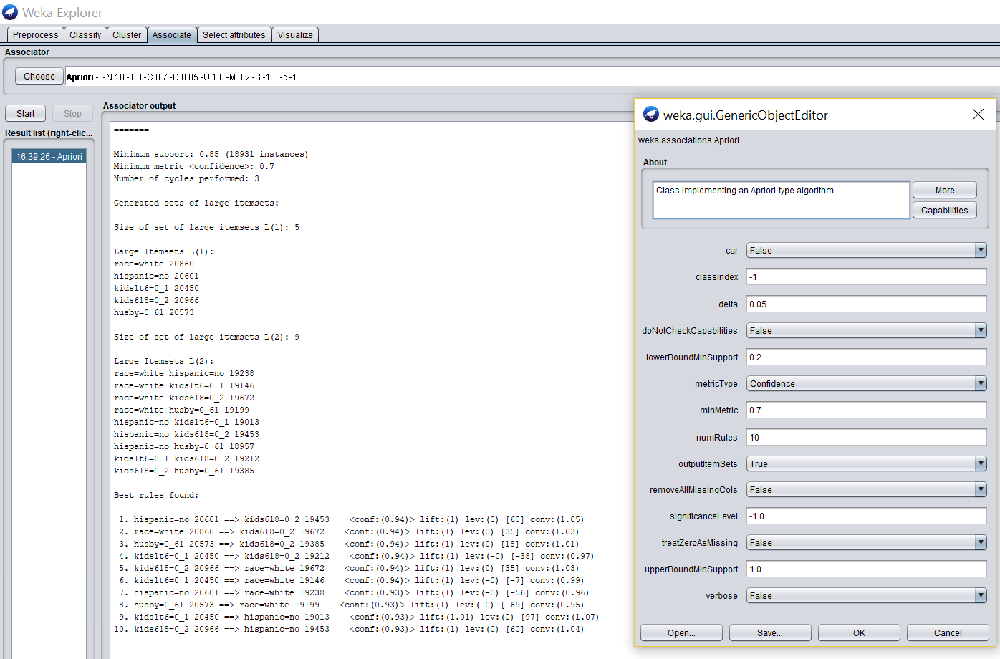 Weka Explorer
Preprocess Classify Cluster Associate Select attributes Visualize
Associator
Choose Apriori -I -N 10 -T 0 -C 0.7 -D 0.05 -U 1.0 -M 0.2 -S -1.0 -c -1
Start Stop
Result list (right-clic...
16:39:26 - Apriori
Associator output
=======
Minimum support: 0.85 (18931 instances)
Minimum metric <confidence>: 0.7
Number of cycles performed: 3
Generated sets of large itemsets:
Size of set of large itemsets L(1): 5
Large Itemsets L(1):
race=white 20860
hispanic=no 20601
kidslt6=0_1 20450
kids618=0_2 20966
husby=0_61 20573
Size of set of large itemsets L(2): 9
Large Itemsets L(2):
race=white hispanic=no 19238
race=white kidslt6=0_1 19146
race=white kids618=0_2 19672
race=white husby=0_61 19199
hispanic=no kidslt6=0_1 19013
hispanic=no kids618=0_2 19453
hispanic=no husby=0_61 18957
kidslt6=0_1 kids618=0_2 19212
kids618=0_2 husby=0_61 19385
Best rules found:
1. hispanic=no 20601 ==> kids618=0_2 19453 <conf:(0.94)> lift:(1) lev:(0) [60] conv:(1.05)
2. race=white 20860 ==> kids618=0_2 19672 <conf:(0.94)> lift:(1) lev:(0) [35] conv:(1.03)
3. husby=0_61 20573 ==> kids618=0_2 19385 <conf:(0.94)> lift:(1) lev:(0) [18] conv:(1.01)
4. kidslt6=0_1 20450 ==> kids618=0_2 19212 <conf:(0.94)> lift:(1) lev:(-0) [-38] conv:(0.97)
5. kids618=0_2 20966 ==> race=white 19672 <conf:(0.94)> lift:(1) lev:(0) [35] conv:(1.03)
6. kidslt6=0_1 20450 ==> race=white 19146 <conf:(0.94)> lift:(1) lev:(-0) [-7] conv:(0.99)
7. hispanic=no 20601 ==> race=white 19238 <conf:(0.93)> lift:(1) lev:(-0) [-56] conv:(0.96)
8. husby=0_61 20573 ==> race=white 19199 <conf:(0.93)> lift:(1) lev:(-0) [-69] conv:(0.95)
9. kidslt6=0_1 20450 ==> hispanic=no 19013 <conf:(0.93)> lift:(1.01) lev:(0) [97] conv:(1.07)
10. kids618=0_2 20966 ==> hispanic=no 19453 <conf:(0.93)> lift:(1) lev:(0) [60] conv:(1.04)
weka.gui.GenericObjectEditor
weka.associations.Apriori
About
Class implementing an Apriori-type algorithm.
More
Capabilities
car False
classIndex -1
delta 0.05
doNotCheckCapabilities False
lowerBoundMinSupport 0.2
metricType Confidence
minMetric 0.7
numRules 10
outputItemSets True
removeAllMissingCols False
significanceLevel -1.0
treatZeroAsMissing False
upperBoundMinSupport 1.0
verbose False
Open... Save... OK Cancel